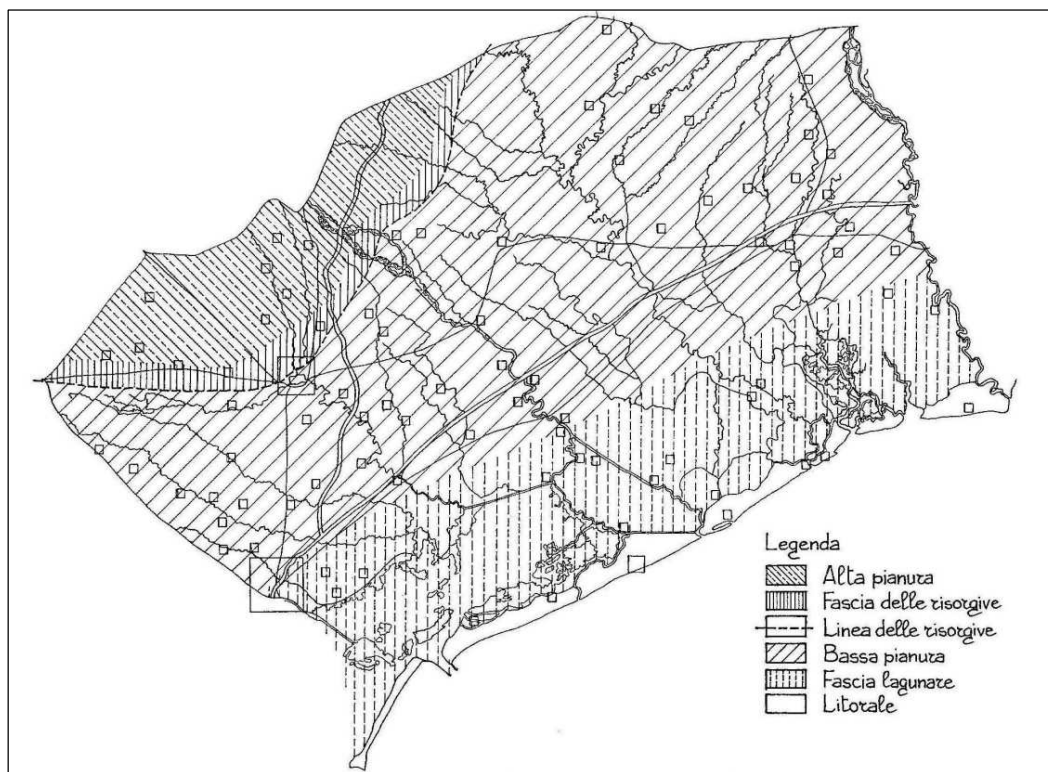 Legenda
Alta pianura
Fascia delle risorgive
Linea delle risorgive
Bassa pianura
Fascia lagunare
Litorale